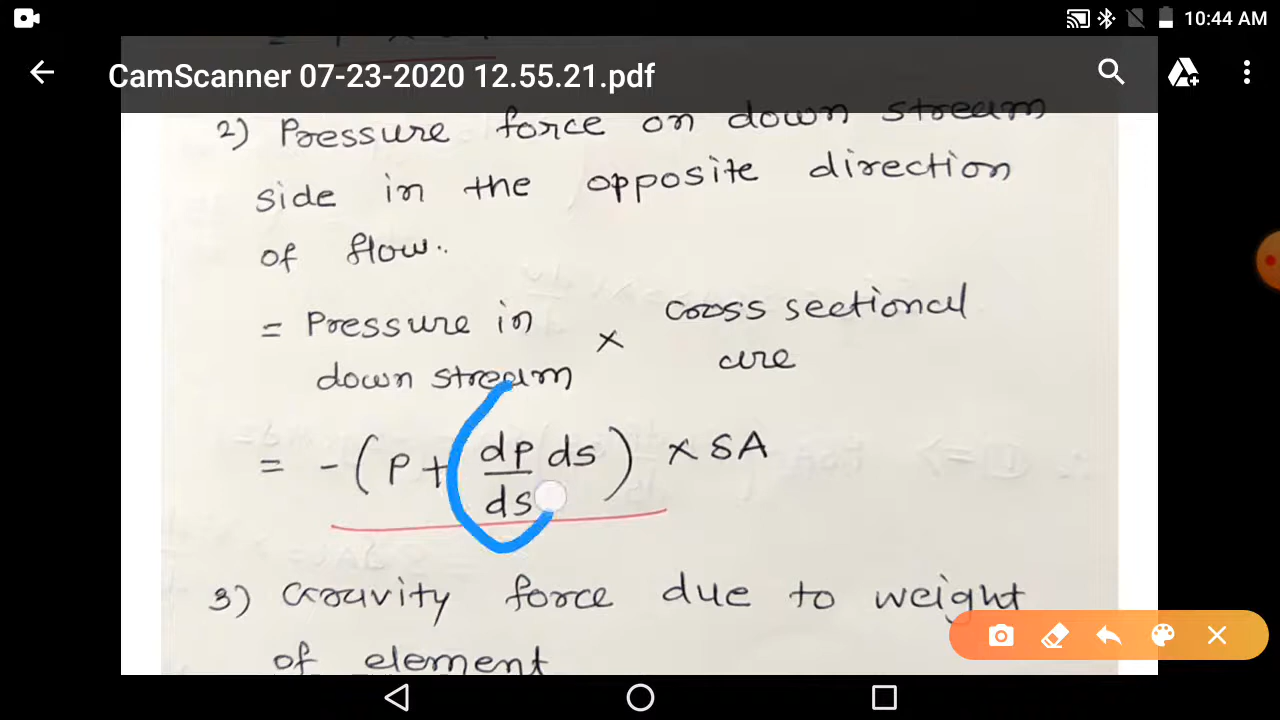 10:44 AM
CamScanner 07-23-2020 12.55.21.pdf
2) Pressure force on down stream
side in the opposite direction
of flow..
= Pressure in × Cross sectional
down stream are
= - (P + dp/ds ds) × SA
3) Gravity force due to weight
of element